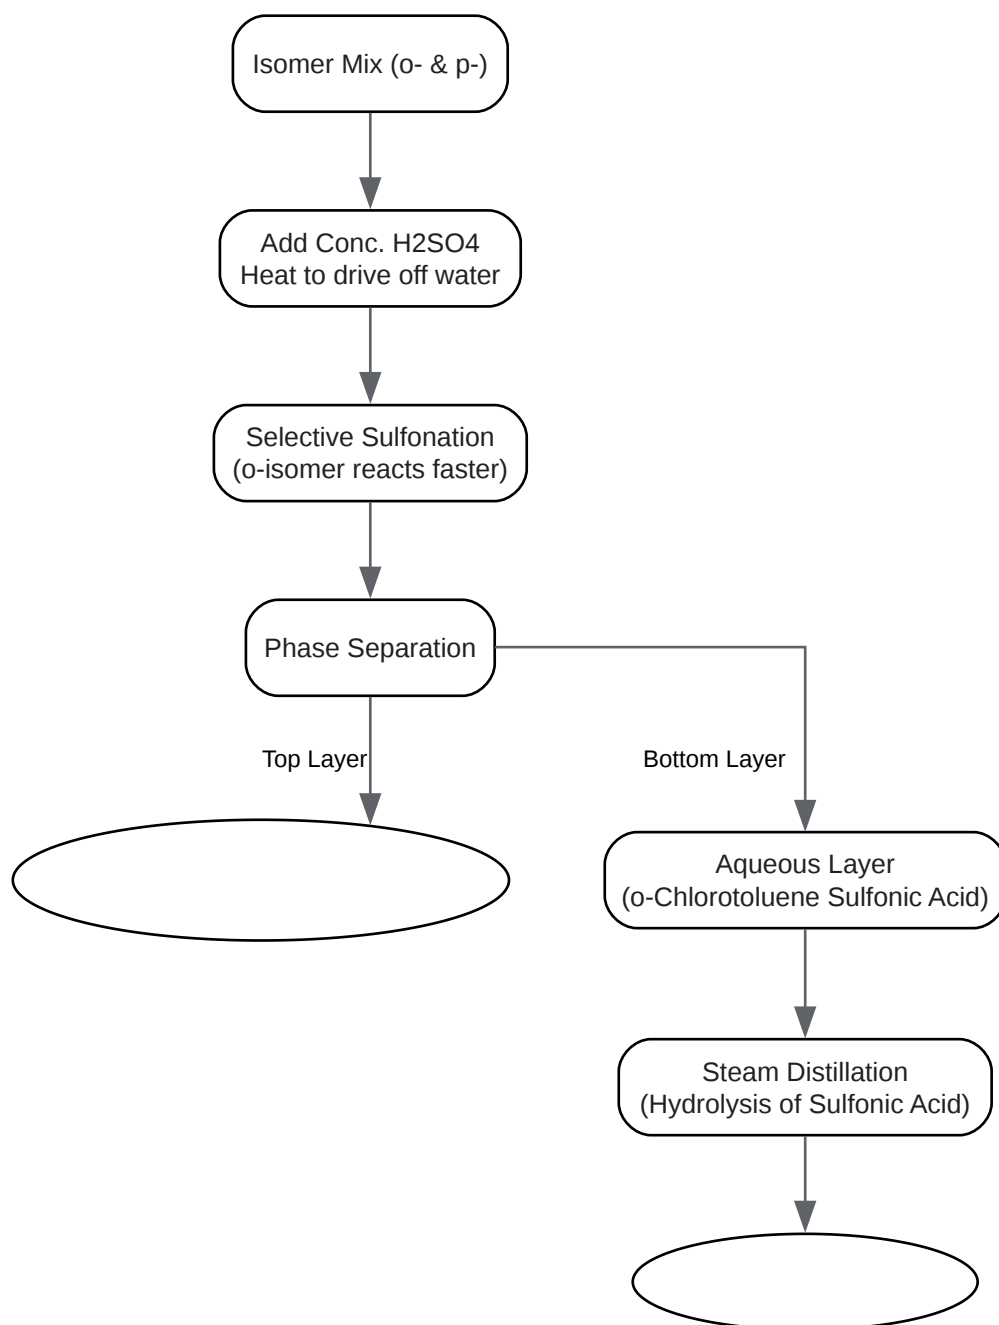 Isomer Mix (o- & p-)
Add Conc. H2SO4
Heat to drive off water
Selective Sulfonation
(o-isomer reacts faster)
Phase Separation
Top Layer
Bottom Layer
Aqueous Layer
(o-Chlorotoluene Sulfonic Acid)
Steam Distillation
(Hydrolysis of Sulfonic Acid)